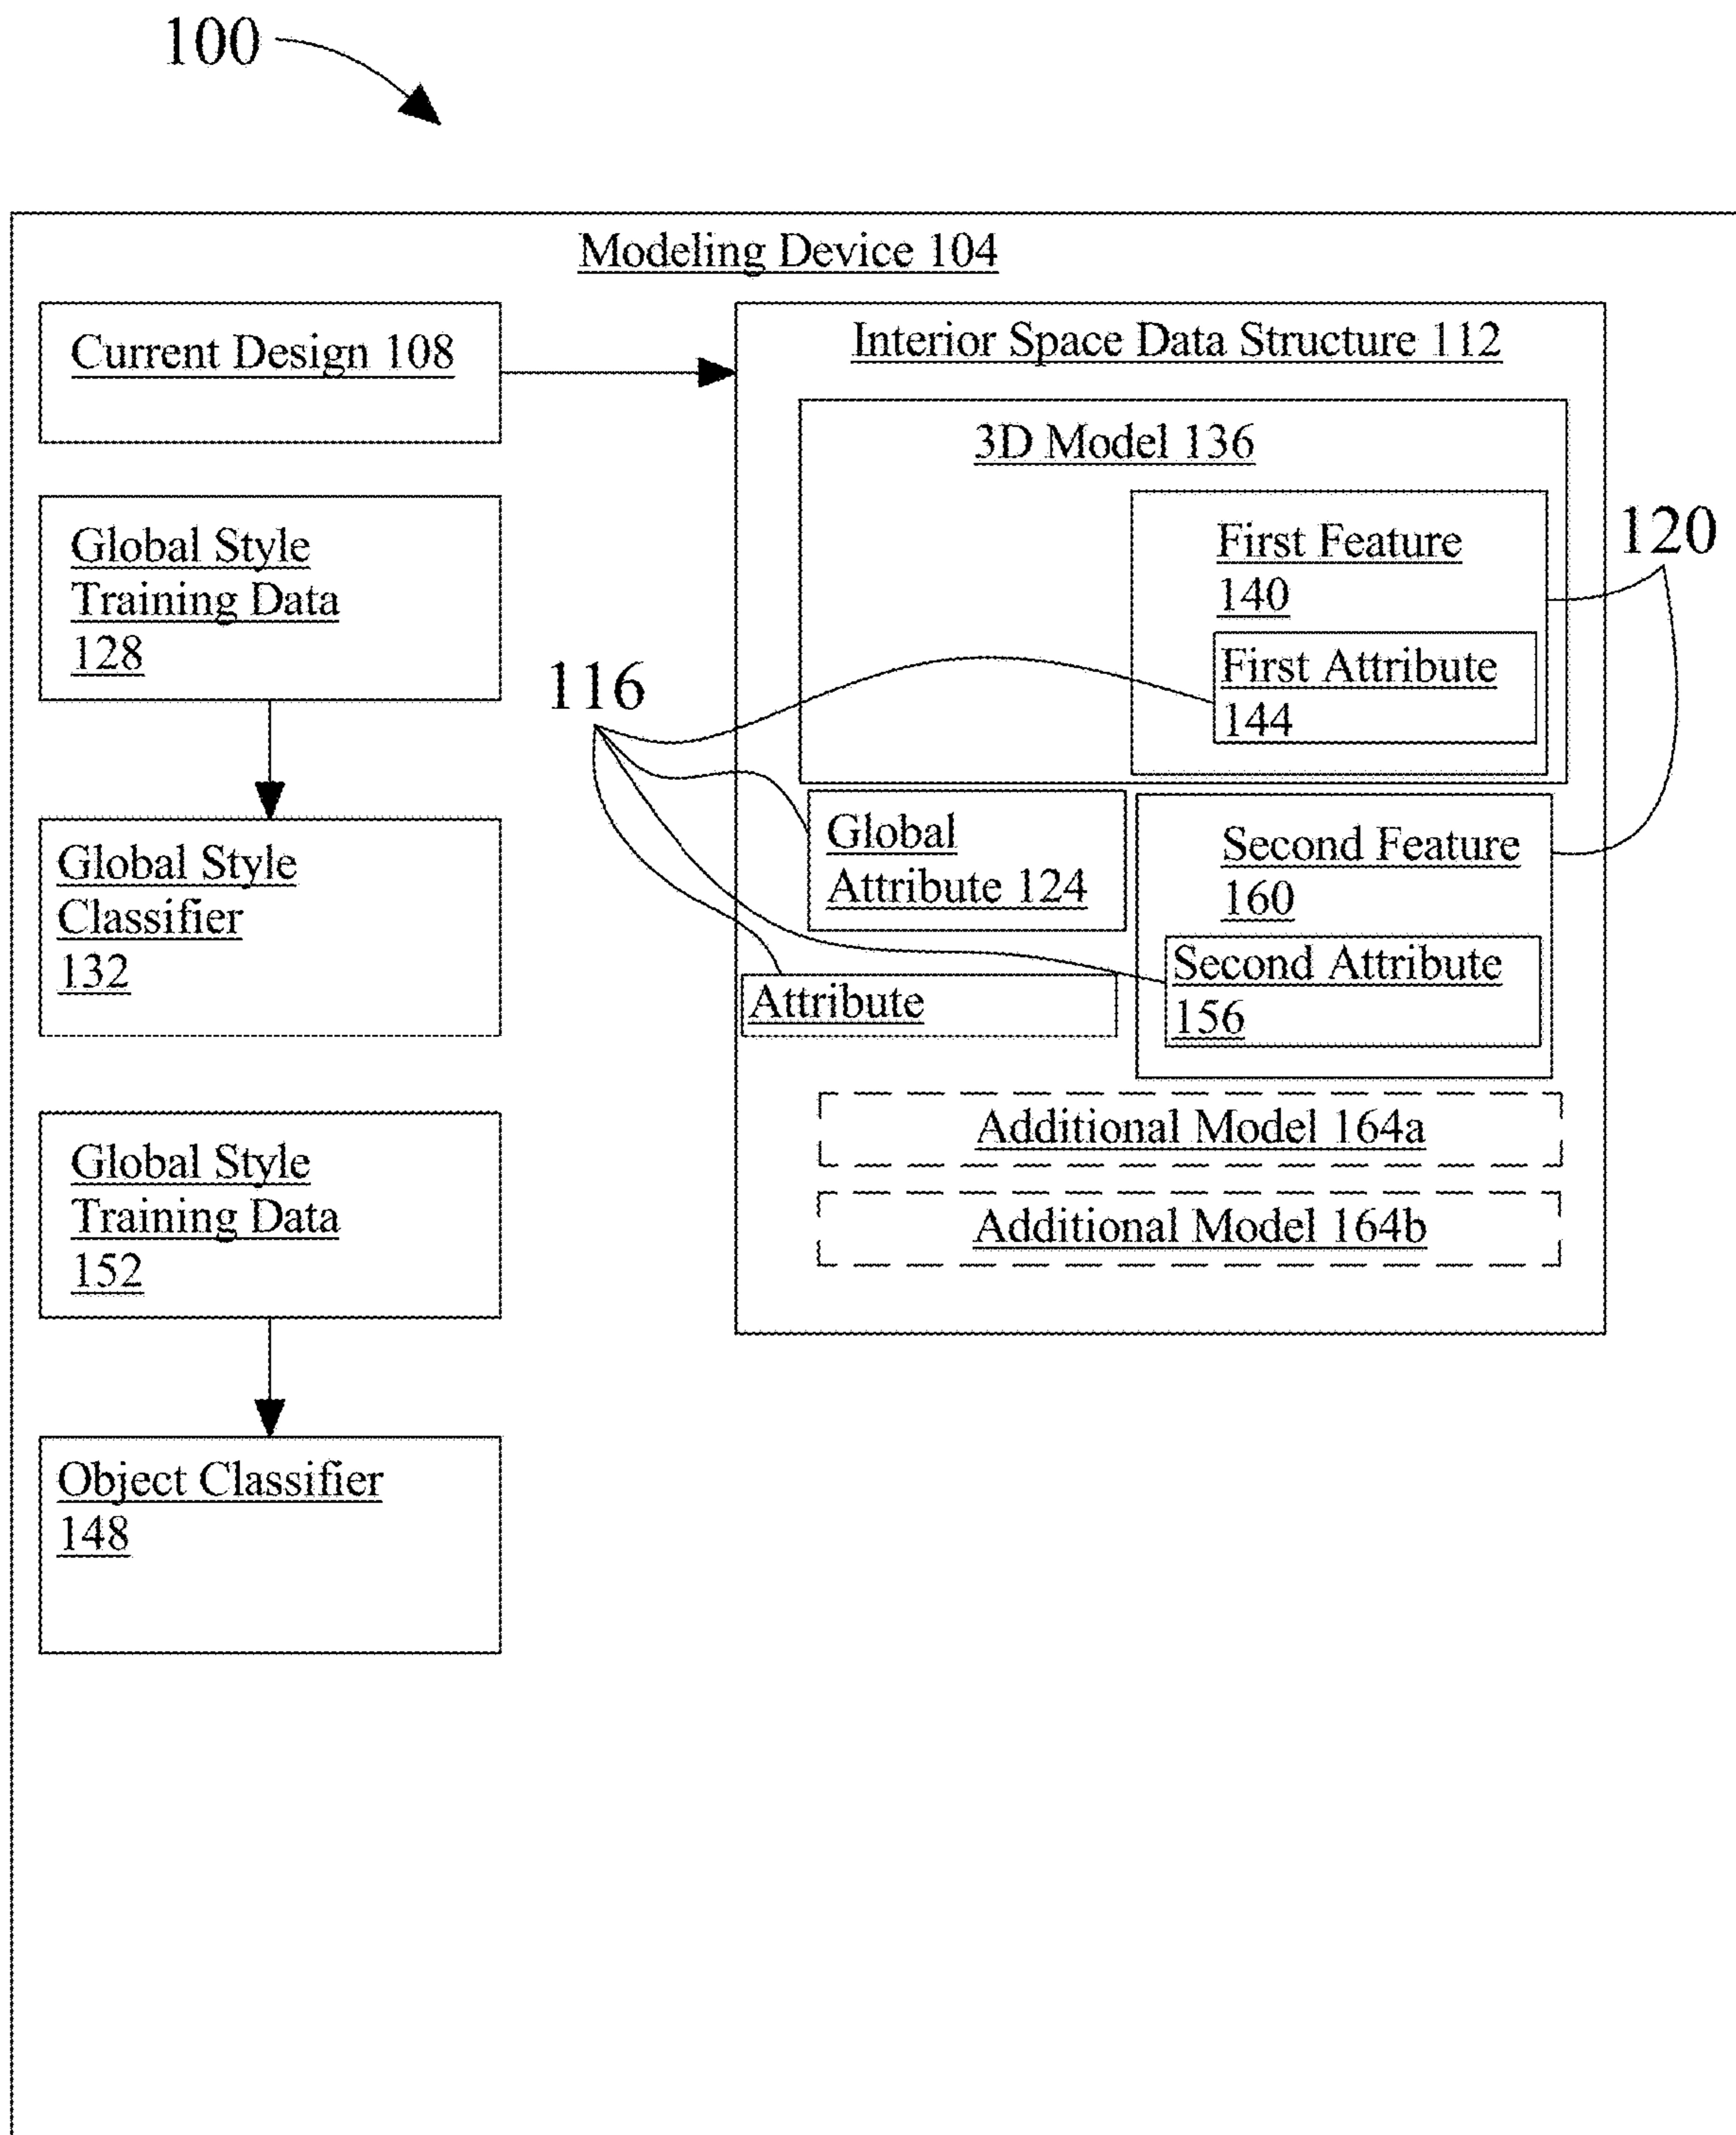 100
Modeling Device 104
Current Design 108
Global Style
Training Data
128
Global Style
Classifier
132
Global Style
Training Data
152
Object Classifier
148
116
Interior Space Data Structure 112
3D Model 136
First Feature
140
First Attribute
144
120
Global
Attribute 124
Second Feature
160
Second Attribute
156
Attribute
Additional Model 164a
Additional Model 164b